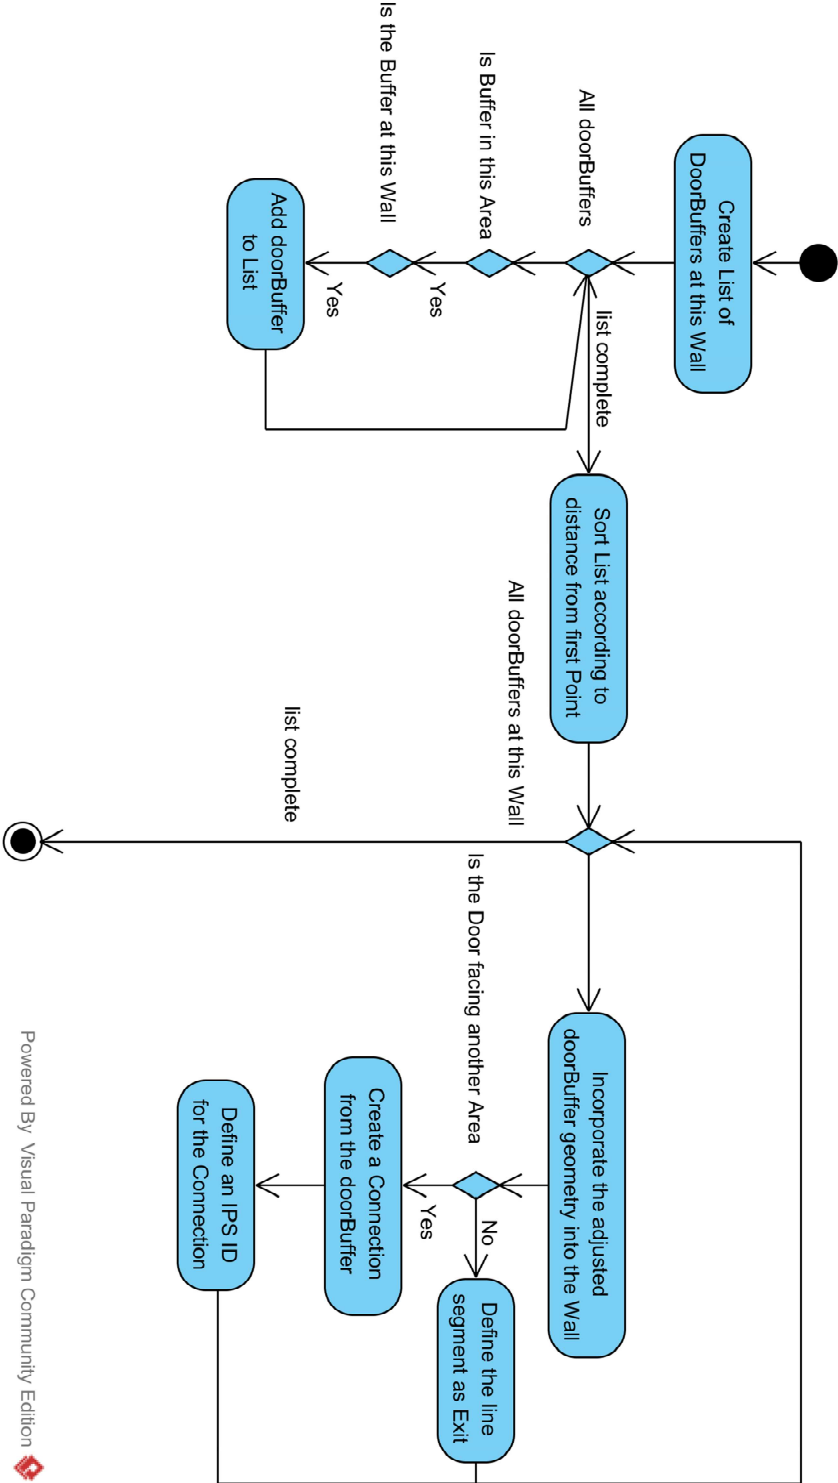 Create List of
DoorBuffers at this Wall
All doorBuffers
Is Buffer in this Area
Yes
Is the Buffer at this Wall
Yes
Add doorBuffer
to List
list complete
Sort List according to
distance from first Point
All doorBuffers at this Wall
list complete
Incorporate the adjusted
doorBuffer geometry into the Wall
Is the Door facing another Area
No
Yes
Define the line
segment as Exit
Create a Connection
from the doorBuffer
Define an IPS ID
for the Connection
Powered By Visual Paradigm Community Edition